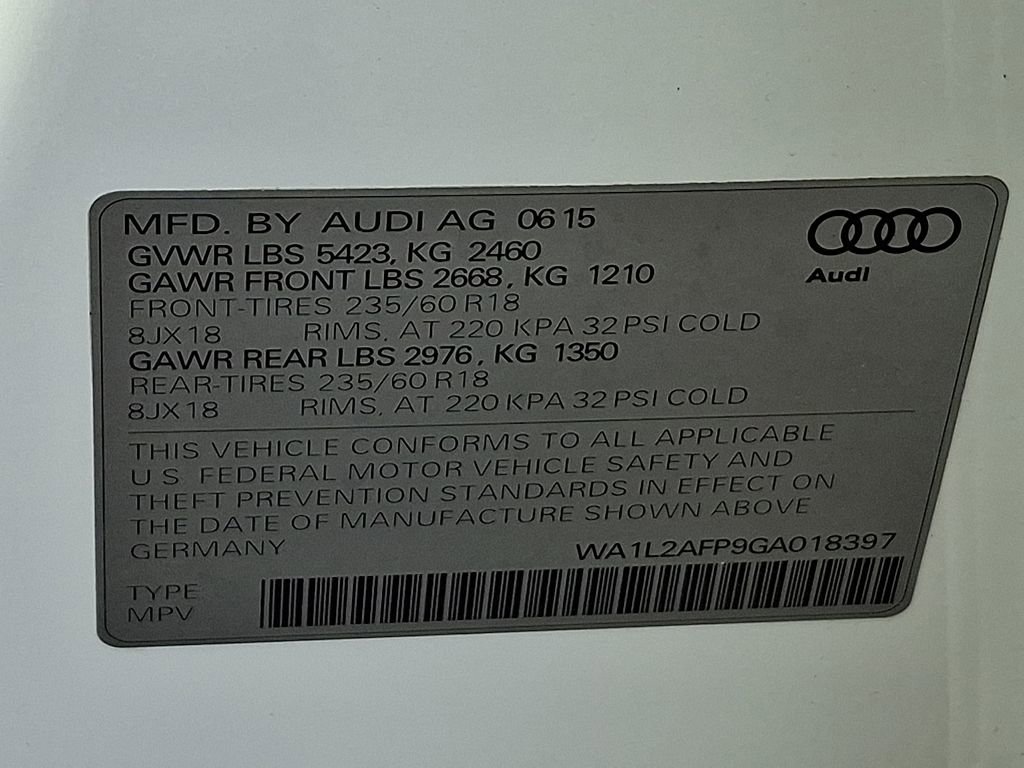 MFD. BY AUDI AG 06 15
GVWR LBS 5423, KG 2460
GAWR FRONT LBS 2668, KG 1210
FRONT-TIRES 235/60 R18
8JX18 RIMS, AT 220 KPA 32 PSI COLD
GAWR REAR LBS 2976, KG 1350
REAR-TIRES 235/60 R18
8JX18 RIMS, AT 220 KPA 32 PSI COLD
Audi
THIS VEHICLE CONFORMS TO ALL APPLICABLE
U.S. FEDERAL MOTOR VEHICLE SAFETY AND
THEFT PREVENTION STANDARDS IN EFFECT ON
THE DATE OF MANUFACTURE SHOWN ABOVE
GERMANY WA1L2AFP9GA018397
TYPE
MPV